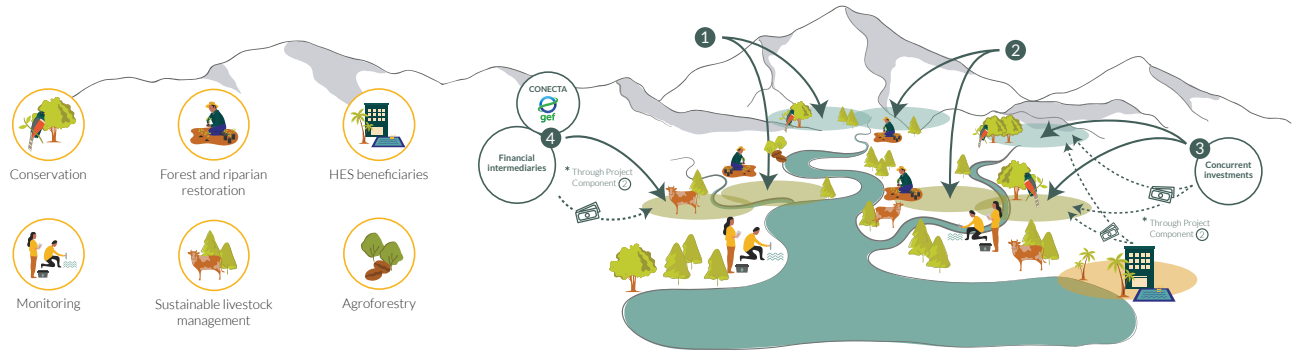 Conservation
Forest and riparian
restoration
HES beneficiaries
Monitoring
Sustainable livestock
management
Agroforestry
CONECTA
gef
4
Financial
intermediaries
* Through Project
Component 2
1
2
3
Concurrent
investments
* Through Project
Component 2